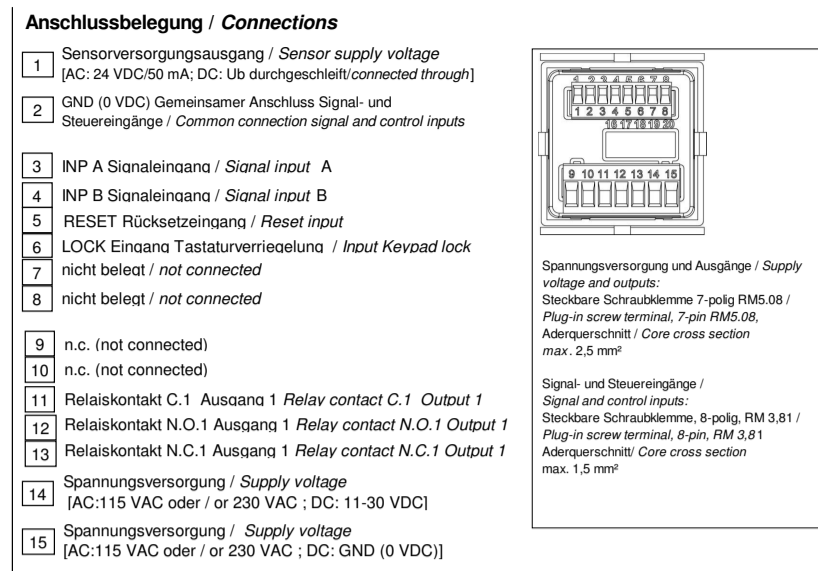 Anschlussbelegung / Connections
1 Sensorversorgungsausgang / Sensor supply voltage
[AC: 24 VDC/50 mA; DC: Ub durchgeschleift/connected through]
2 GND (0 VDC) Gemeinsamer Anschluss Signal- und
Steuereingänge / Common connection signal and control inputs
3 INP A Signaleingang / Signal input A
4 INP B Signaleingang / Signal input B
5 RESET Rücksetzeingang / Reset input
6 LOCK Eingang Tastaturverriegelung / Input Keypad lock
7 nicht belegt / not connected
8 nicht belegt / not connected
9 n.c. (not connected)
10 n.c. (not connected)
11 Relaiskontakt C.1 Ausgang 1 Relay contact C.1 Output 1
12 Relaiskontakt N.O.1 Ausgang 1 Relay contact N.O.1 Output 1
13 Relaiskontakt N.C.1 Ausgang 1 Relay contact N.C.1 Output 1
14 Spannungsversorgung / Supply voltage
[AC:115 VAC oder / or 230 VAC ; DC: 11-30 VDC]
15 Spannungsversorgung / Supply voltage
[AC:115 VAC oder / or 230 VAC ; DC: GND (0 VDC)]
1 2 3 4 5 6 7 8
1 2 3 4 5 6 7 8
16 17 18 19 20
9 10 11 12 13 14 15
Spannungsversorgung und Ausgänge / Supply
voltage and outputs:
Steckbare Schraubklemme 7-polig RM5.08 /
Plug-in screw terminal, 7-pin RM5.08,
Aderquerschnitt / Core cross section
max. 2,5 mm²
Signal- und Steuereingänge /
Signal and control inputs:
Steckbare Schraubklemme, 8-polig, RM 3,81 /
Plug-in screw terminal, 8-pin, RM 3,81
Aderquerschnitt/ Core cross section
max. 1,5 mm²